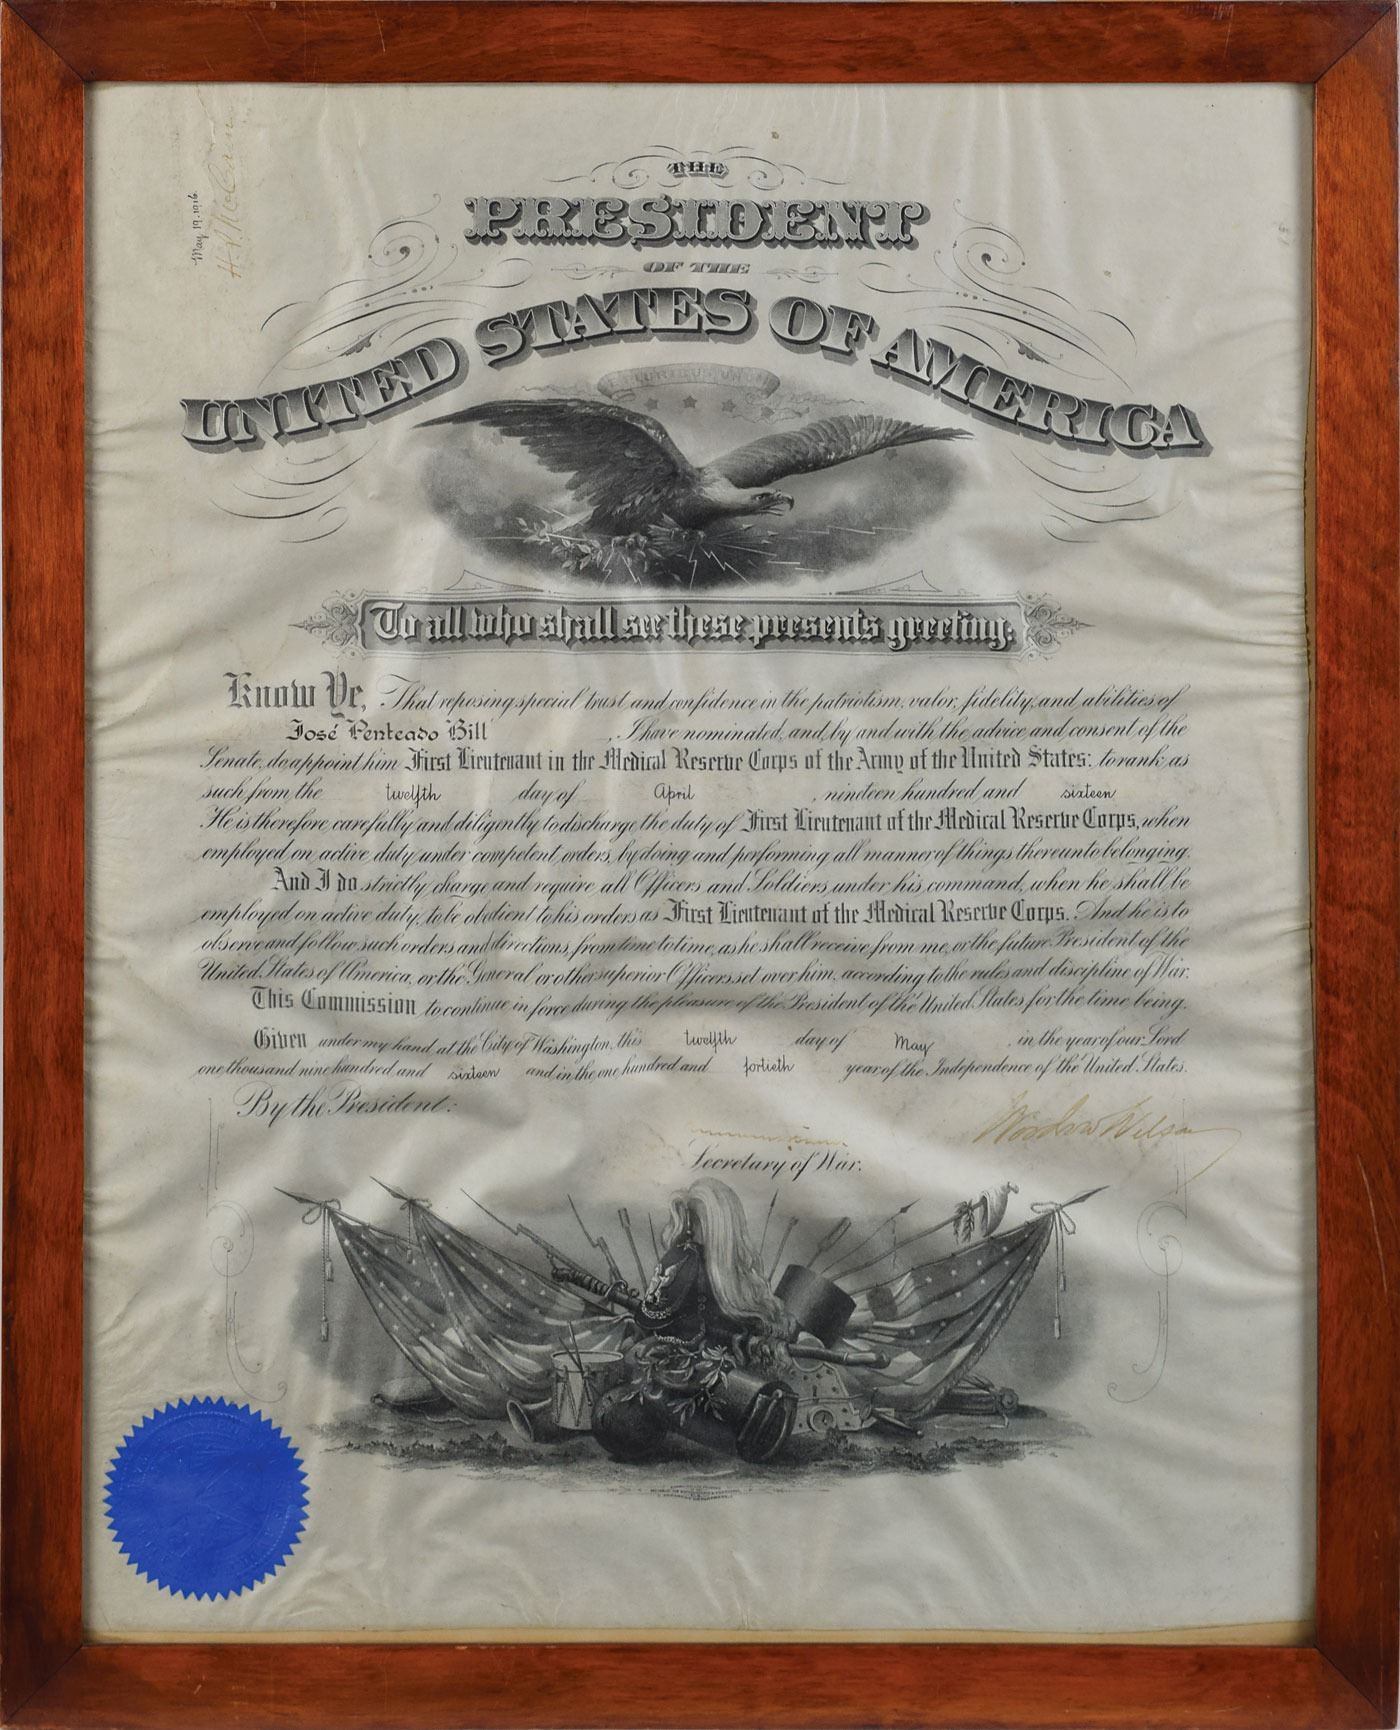 May 19, 1916.
H. P. McCain
THE
PRESIDENT
OF THE
UNITED STATES OF AMERICA
E PLURIBUS UNUM
To all who shall see these presents greeting:
Know Ye, That reposing special trust and confidence in the patriotism, valor, fidelity, and abilities of
José Penteado Bill, I have nominated, and, by and with the advice and consent of the
Senate, do appoint him First Lieutenant in the Medical Reserve Corps of the Army of the United States: to rank as
such from the twelfth day of April, nineteen hundred and sixteen
He is therefore carefully and diligently to discharge the duty of First Lieutenant of the Medical Reserve Corps, when
employed on active duty under competent orders, by doing and performing all manner of things thereunto belonging.
And I do strictly charge and require all Officers and Soldiers under his command, when he shall be
employed on active duty, to be obedient to his orders as First Lieutenant of the Medical Reserve Corps. And he is to
observe and follow such orders and directions, from time to time, as he shall receive from me, or the future President of the
United States of America, or the General or other superior Officers set over him, according to the rules and discipline of War.
This Commission to continue in force during the pleasure of the President of the United States for the time being.
Given under my hand at the City of Washington, this twelfth day of May, in the year of our Lord
one thousand nine hundred and sixteen and in the one hundred and fortieth year of the Independence of the United States.
By the President:
Woodrow Wilson
Secretary of War.